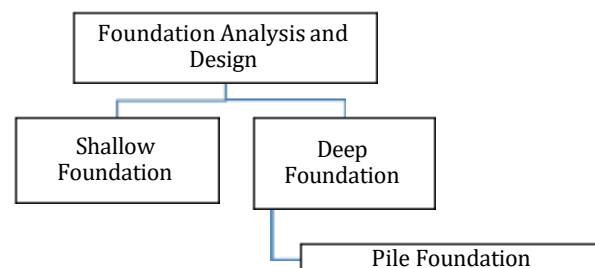 Foundation Analysis and
Design
Shallow
Foundation
Deep
Foundation
Pile Foundation